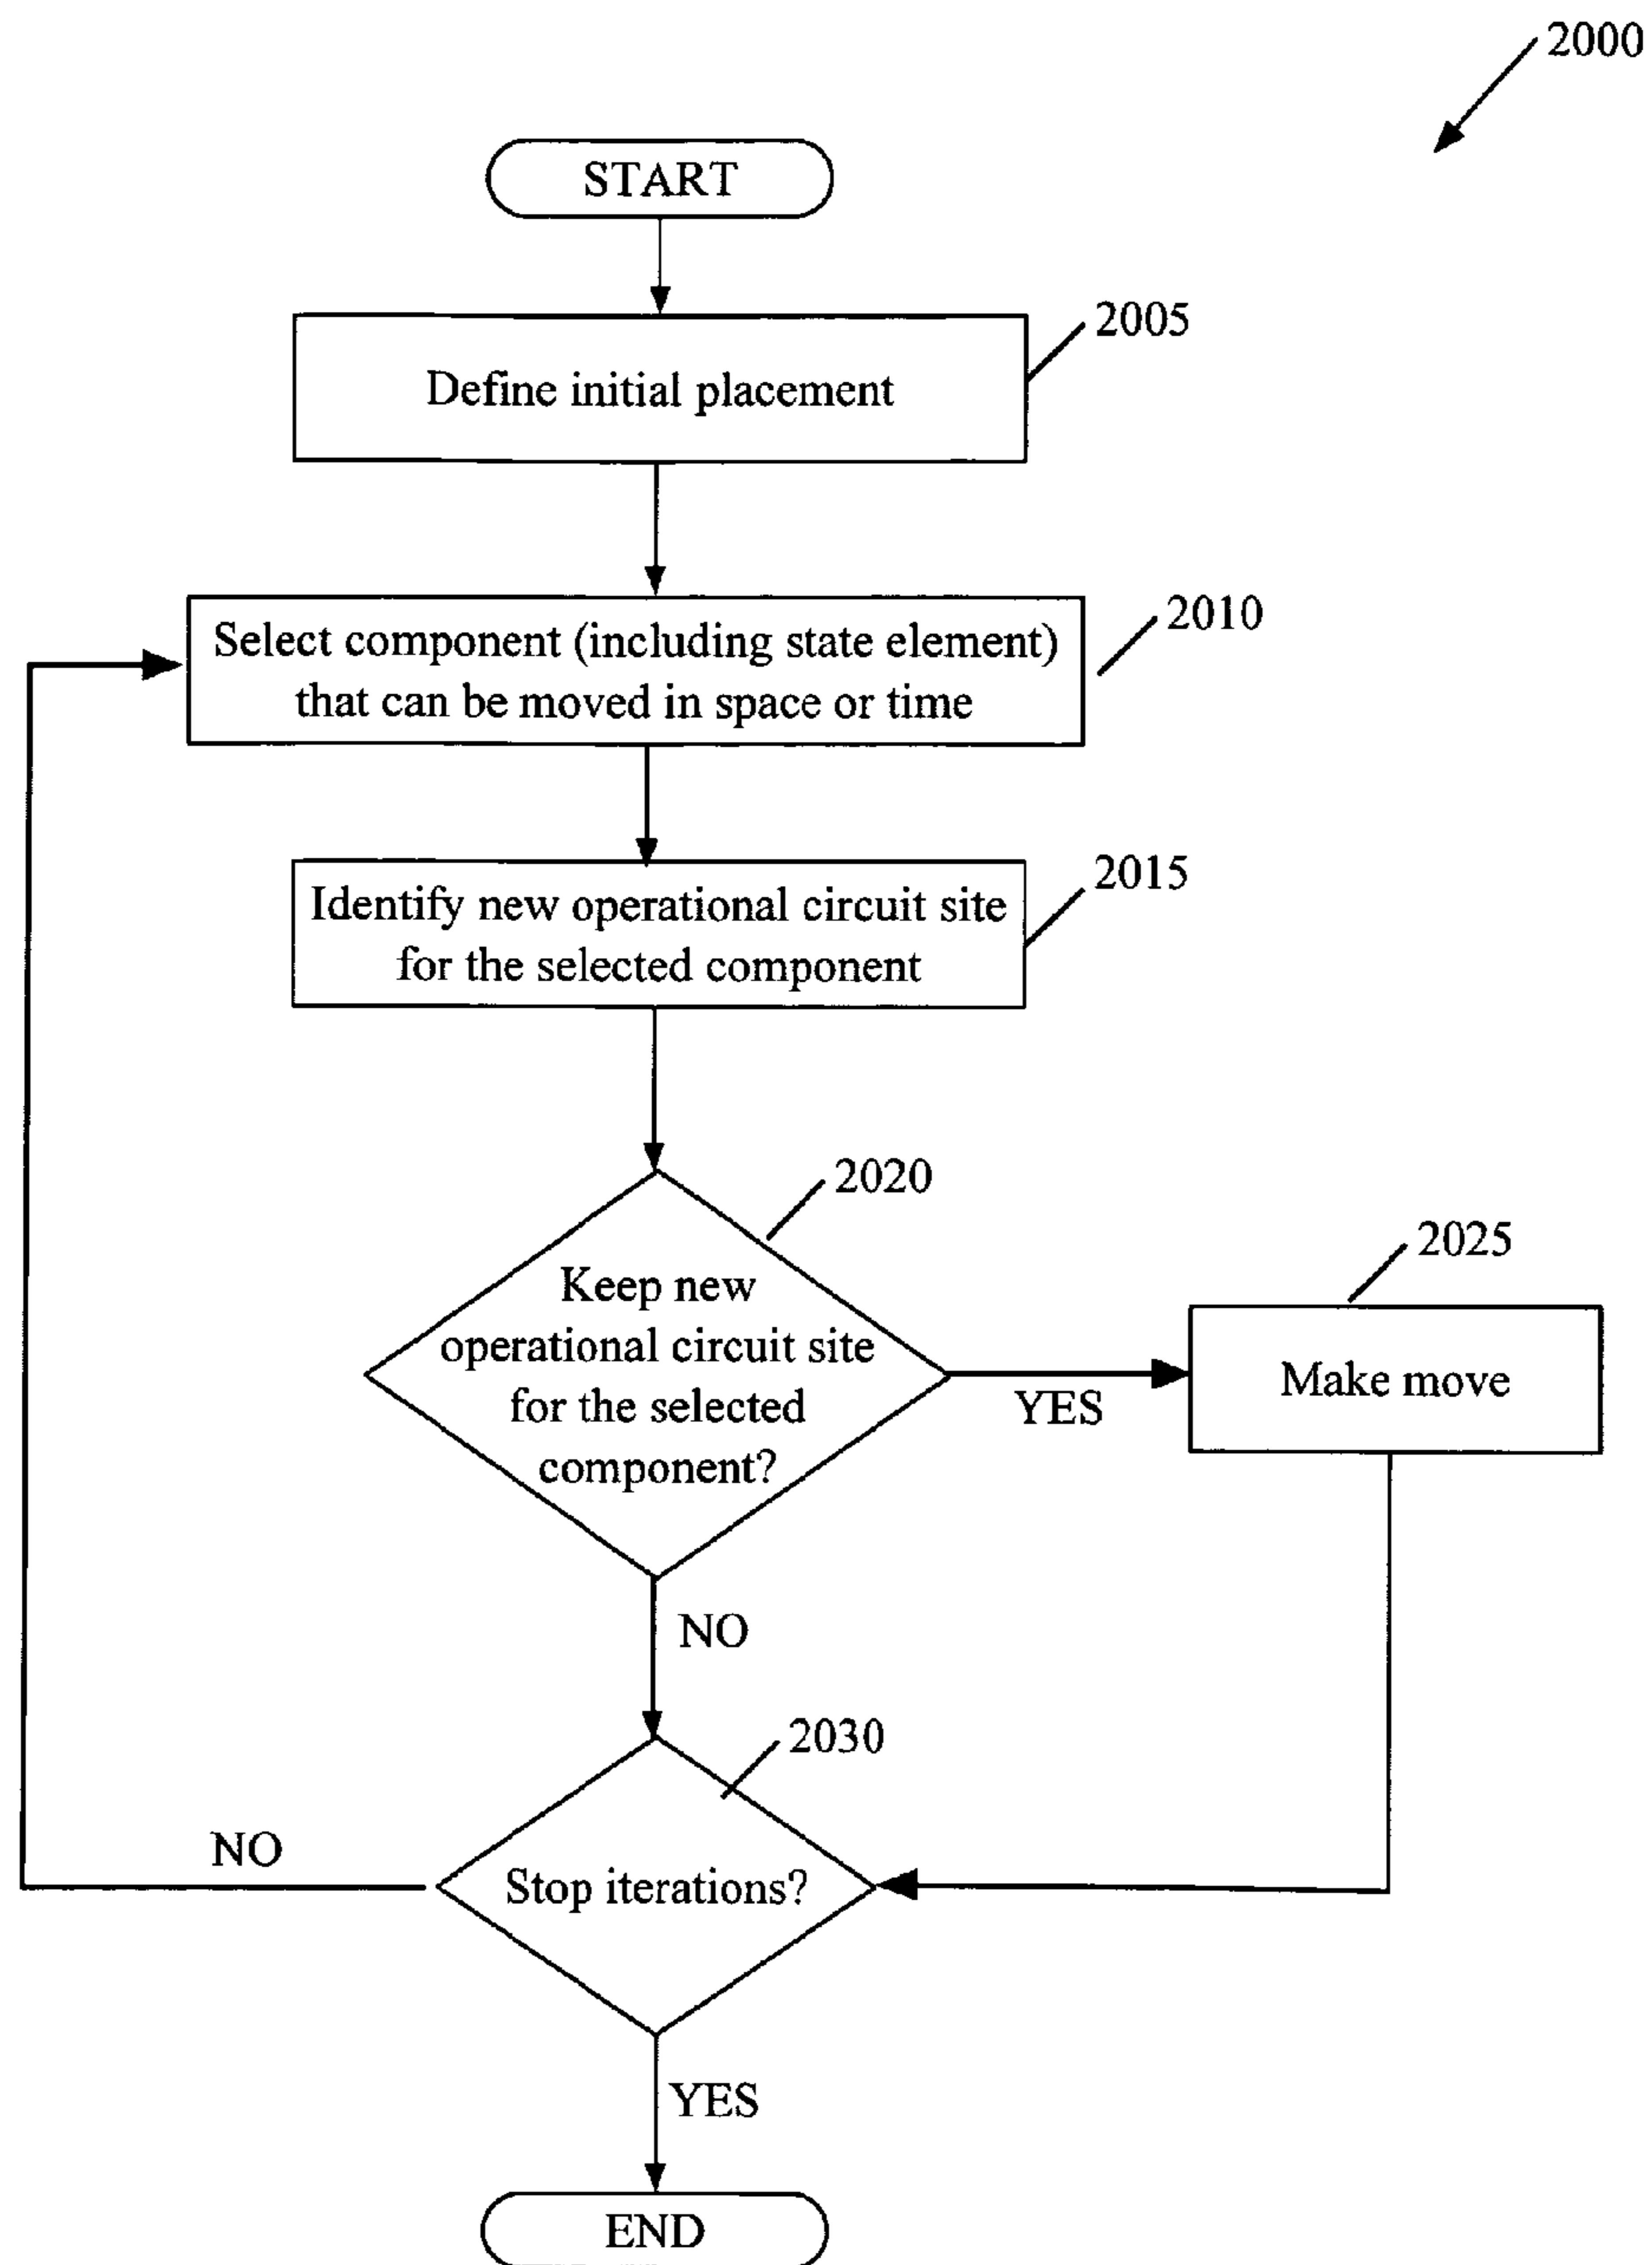 2000
START
2005
Define initial placement
2010
Select component (including state element)
that can be moved in space or time
2015
Identify new operational circuit site
for the selected component
2020
Keep new
operational circuit site
for the selected
component?
2025
YES
Make move
NO
2030
NO
Stop iterations?
YES
END